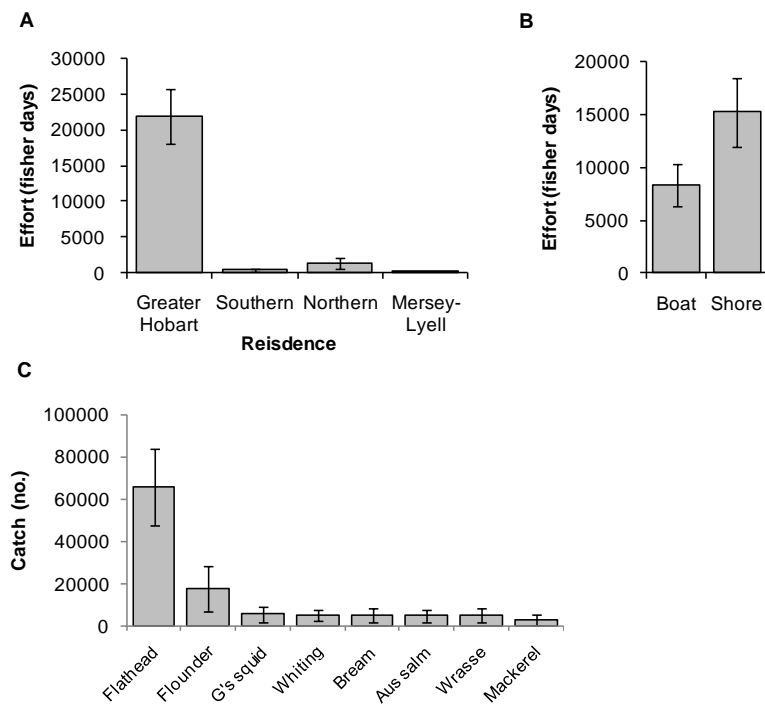 A
Effort (fisher days)
30000
25000
20000
15000
10000
5000
0
Greater Hobart
Southern
Northern
Mersey-Lyell
Reisdence
B
Effort (fisher days)
20000
15000
10000
5000
0
Boat Shore
C
Catch (no.)
100000
80000
60000
40000
20000
0
Flathead
Flounder
G's squid
Whiting
Bream
Aus salm
Wrasse
Mackerel